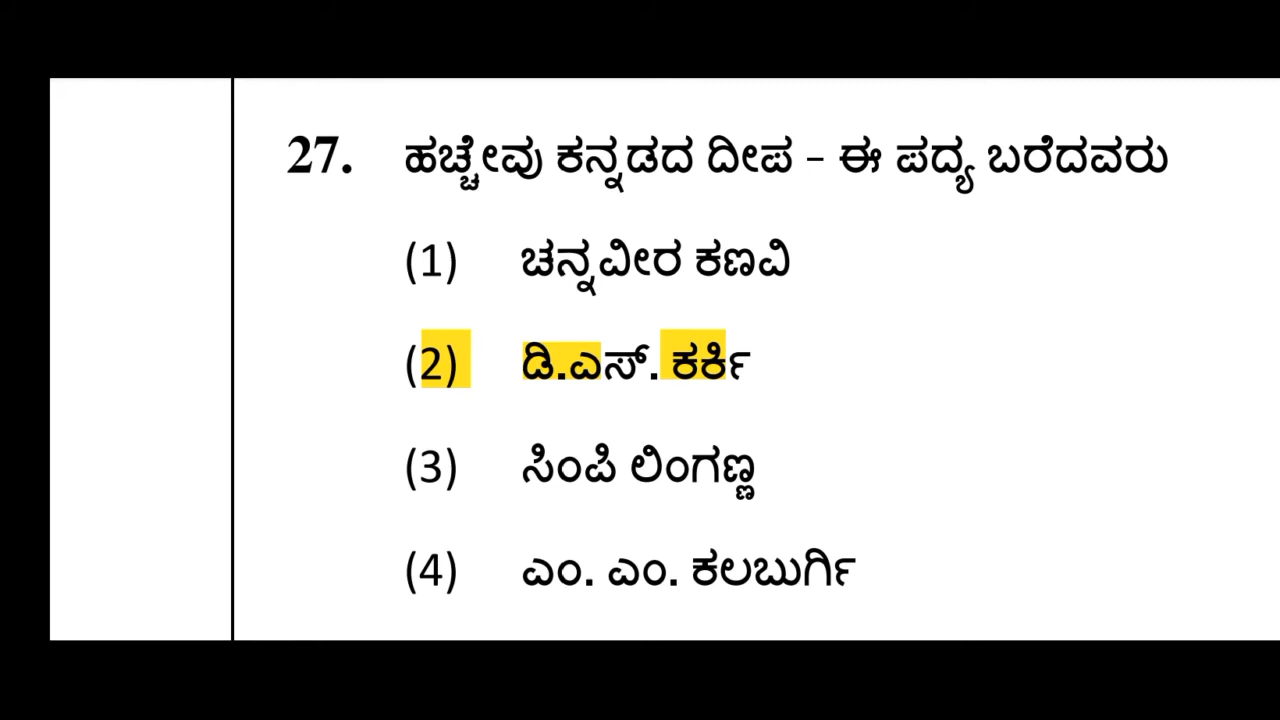 27. ಹಚ್ಚೇವು ಕನ್ನಡದ ದೀಪ – ಈ ಪದ್ಯ ಬರೆದವರು
(1) ಚನ್ನವೀರ ಕಣವಿ
(2) ಡಿ.ಎಸ್. ಕರ್ಕಿ
(3) ಸಿಂಪಿ ಲಿಂಗಣ್ಣ
(4) ಎಂ. ಎಂ. ಕಲಬುರ್ಗಿ